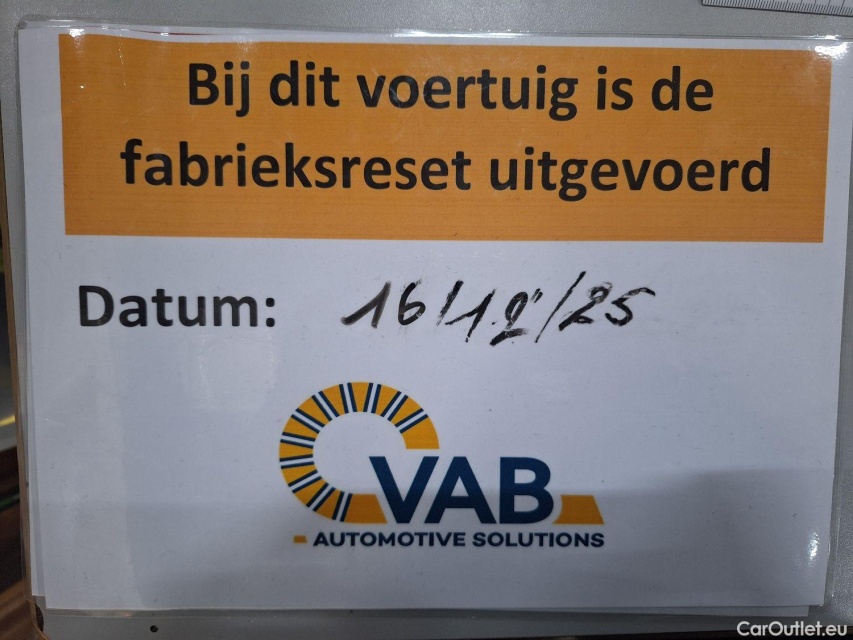 Bij dit voertuig is de
fabrieksreset uitgevoerd
Datum: 16/12/25
VAB
AUTOMOTIVE SOLUTIONS
CarOutlet.eu